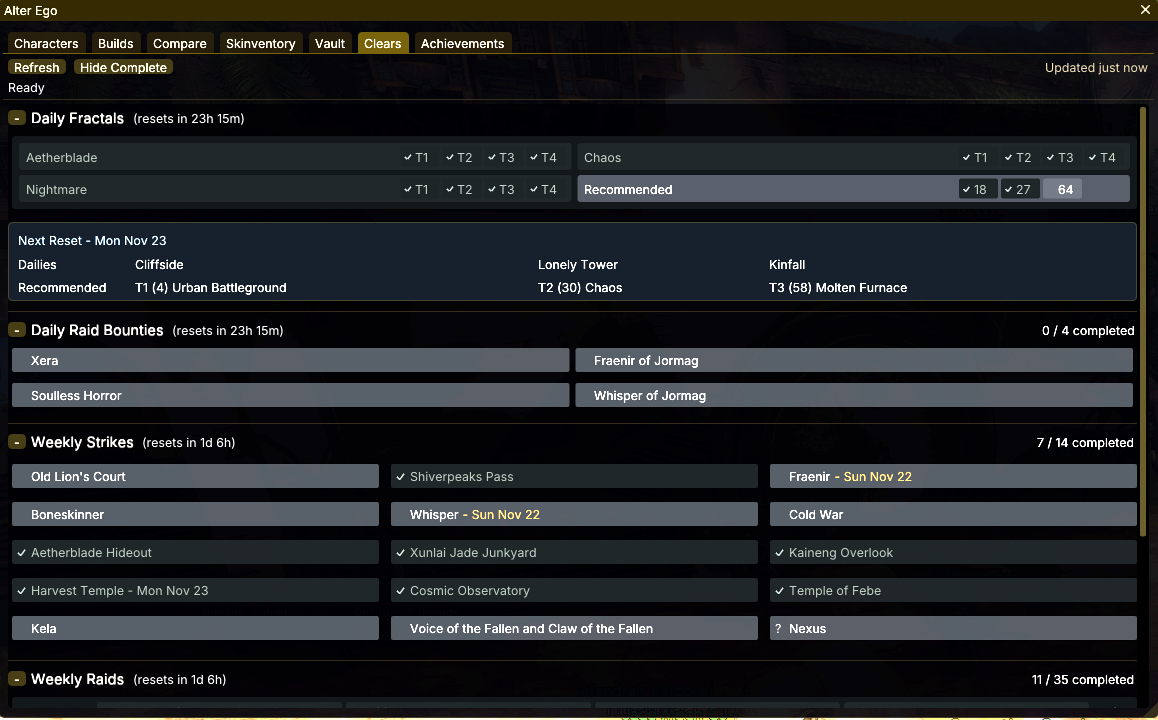 Alter Ego
Characters Builds Compare Skinventory Vault Clears Achievements
Refresh Hide Complete Updated just now
Ready
- Daily Fractals (resets in 23h 15m)
Aetherblade ✓ T1 ✓ T2 ✓ T3 ✓ T4 Chaos ✓ T1 ✓ T2 ✓ T3 ✓ T4
Nightmare ✓ T1 ✓ T2 ✓ T3 ✓ T4 Recommended ✓ 18 ✓ 27 64
Next Reset - Mon Nov 23
Dailies Cliffside Lonely Tower Kinfall
Recommended T1 (4) Urban Battleground T2 (30) Chaos T3 (58) Molten Furnace
- Daily Raid Bounties (resets in 23h 15m) 0 / 4 completed
Xera Fraenir of Jormag
Soulless Horror Whisper of Jormag
- Weekly Strikes (resets in 1d 6h) 7 / 14 completed
Old Lion's Court ✓ Shiverpeaks Pass Fraenir - Sun Nov 22
Boneskinner Whisper - Sun Nov 22 Cold War
✓ Aetherblade Hideout ✓ Xunlai Jade Junkyard ✓ Kaineng Overlook
✓ Harvest Temple - Mon Nov 23 ✓ Cosmic Observatory ✓ Temple of Febe
Kela Voice of the Fallen and Claw of the Fallen ? Nexus
- Weekly Raids (resets in 1d 6h) 11 / 35 completed